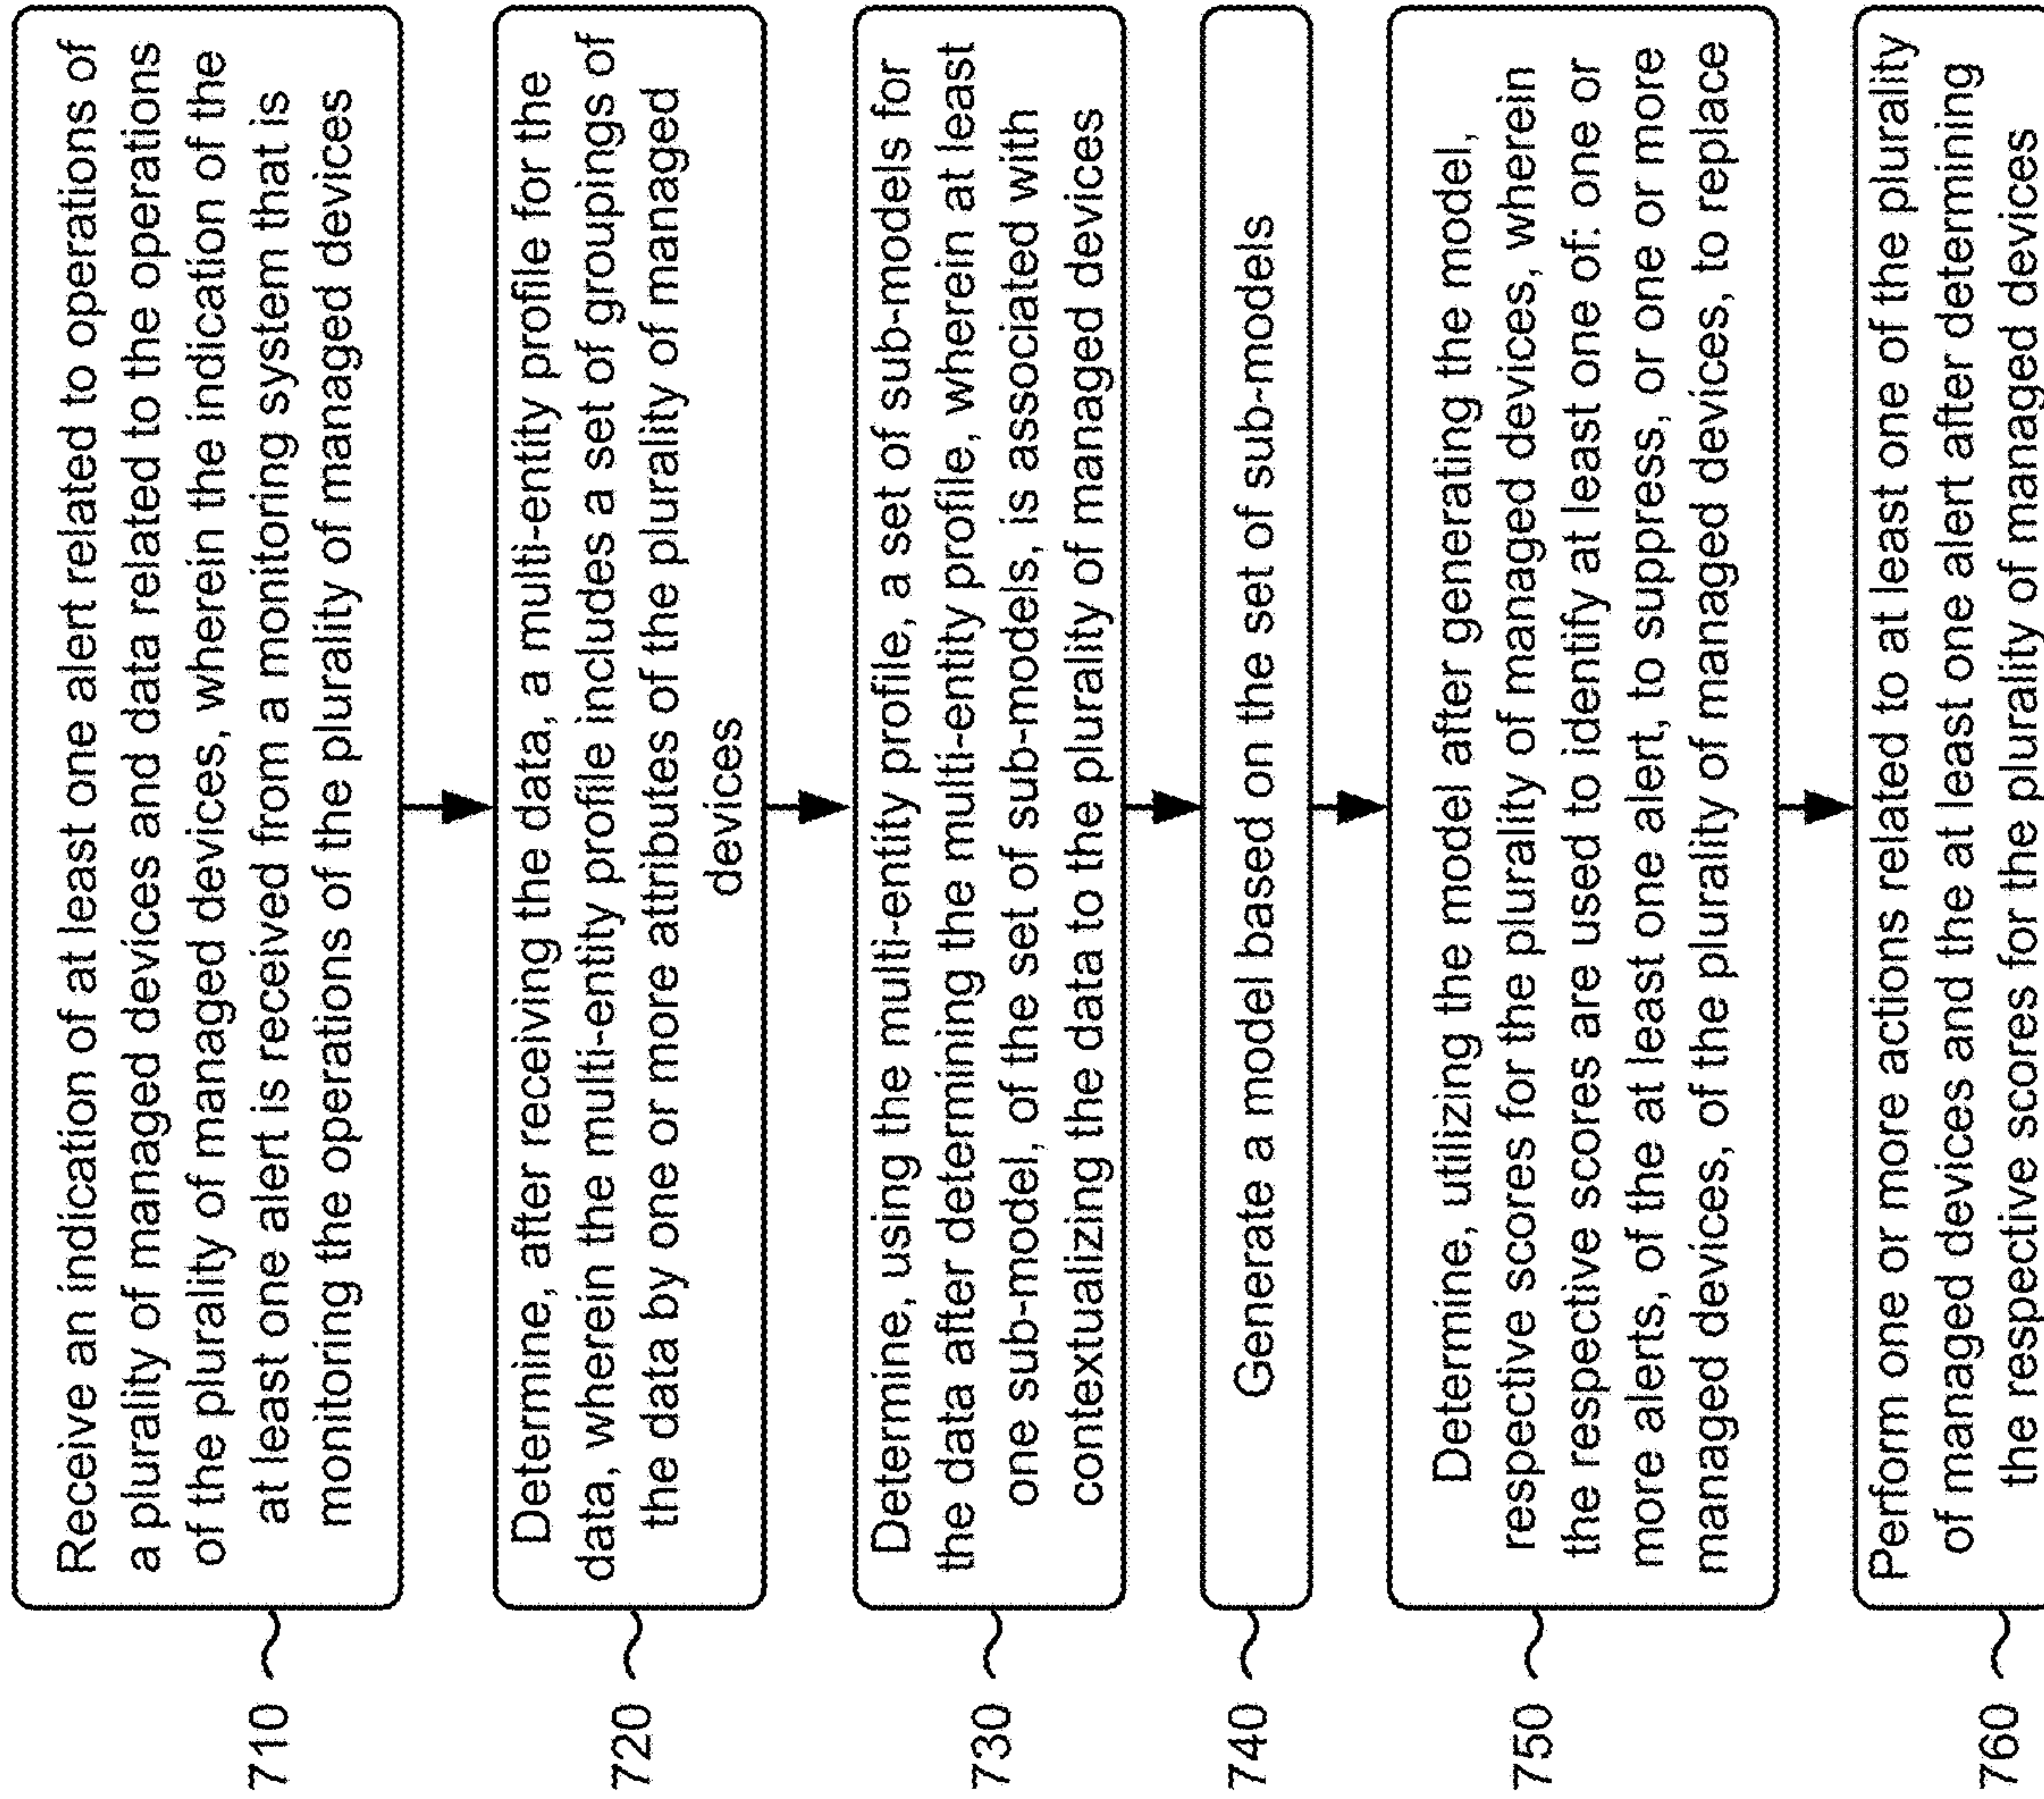 710
Receive an indication of at least one alert related to operations of
a plurality of managed devices and data related to the operations
of the plurality of managed devices, wherein the indication of the
at least one alert is received from a monitoring system that is
monitoring the operations of the plurality of managed devices
720
Determine, after receiving the data, a multi-entity profile for the
data, wherein the multi-entity profile includes a set of groupings of
the data by one or more attributes of the plurality of managed
devices
730
Determine, using the multi-entity profile, a set of sub-models for
the data after determining the multi-entity profile, wherein at least
one sub-model, of the set of sub-models, is associated with
contextualizing the data to the plurality of managed devices
740
Generate a model based on the set of sub-models
750
Determine, utilizing the model after generating the model,
respective scores for the plurality of managed devices, wherein
the respective scores are used to identify at least one of: one or
more alerts, of the at least one alert, to suppress, or one or more
managed devices, of the plurality of managed devices, to replace
760
Perform one or more actions related to at least one of the plurality
of managed devices and the at least one alert after determining
the respective scores for the plurality of managed devices